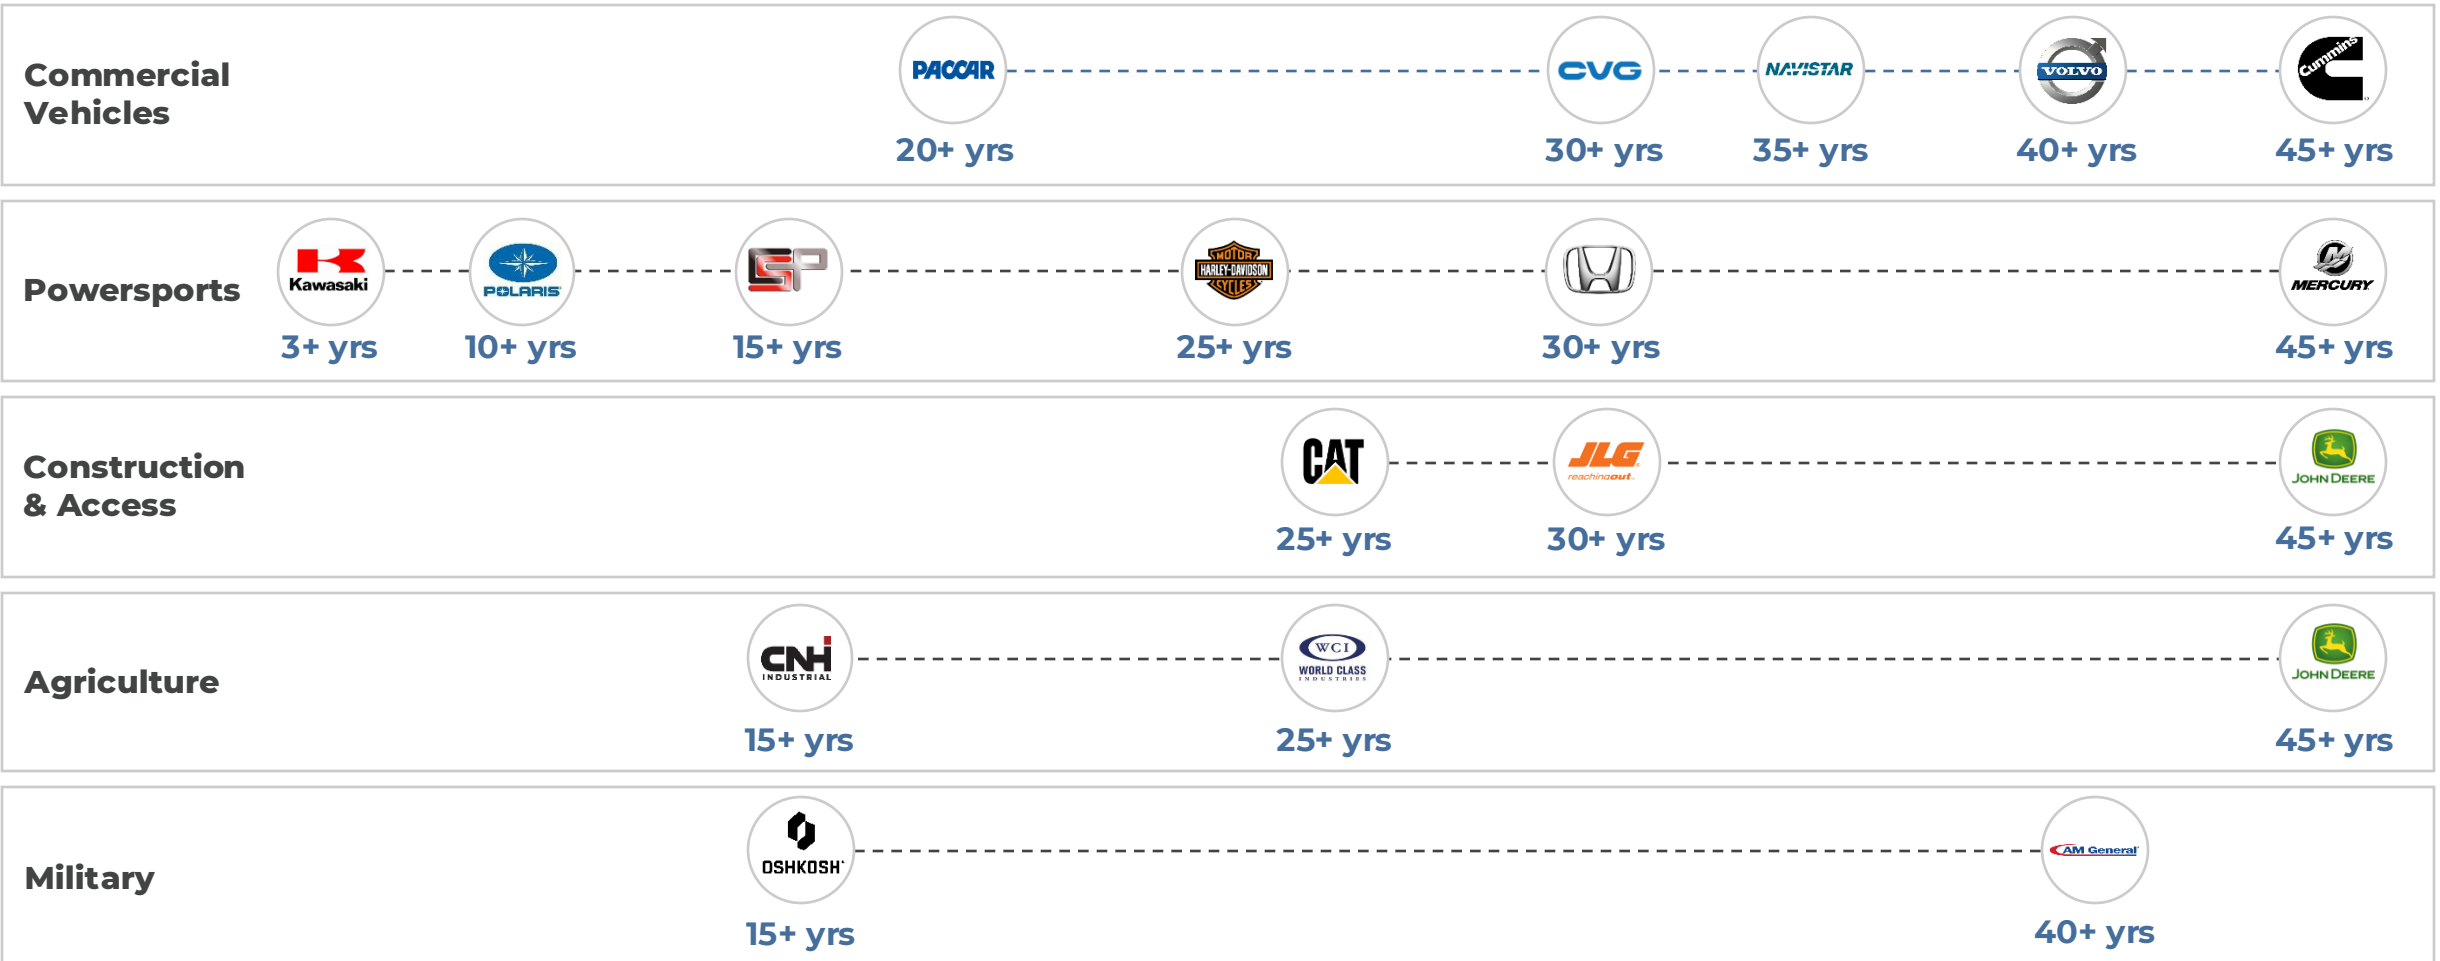 Commercial
Vehicles
PACCAR
CVG
NAVISTAR
VOLVO
Cummins
20+ yrs
30+ yrs
35+ yrs
40+ yrs
45+ yrs
Powersports
Kawasaki
POLARIS
GSP
MOTOR
HARLEY-DAVIDSON
CYCLES
MERCURY
3+ yrs
10+ yrs
15+ yrs
25+ yrs
30+ yrs
45+ yrs
Construction
& Access
CAT
JLG
reachingout
JOHN DEERE
25+ yrs
30+ yrs
45+ yrs
Agriculture
CNH
INDUSTRIAL
WCI
WORLD CLASS
INDUSTRIES
JOHN DEERE
15+ yrs
25+ yrs
45+ yrs
Military
OSHKOSH
AM General
15+ yrs
40+ yrs